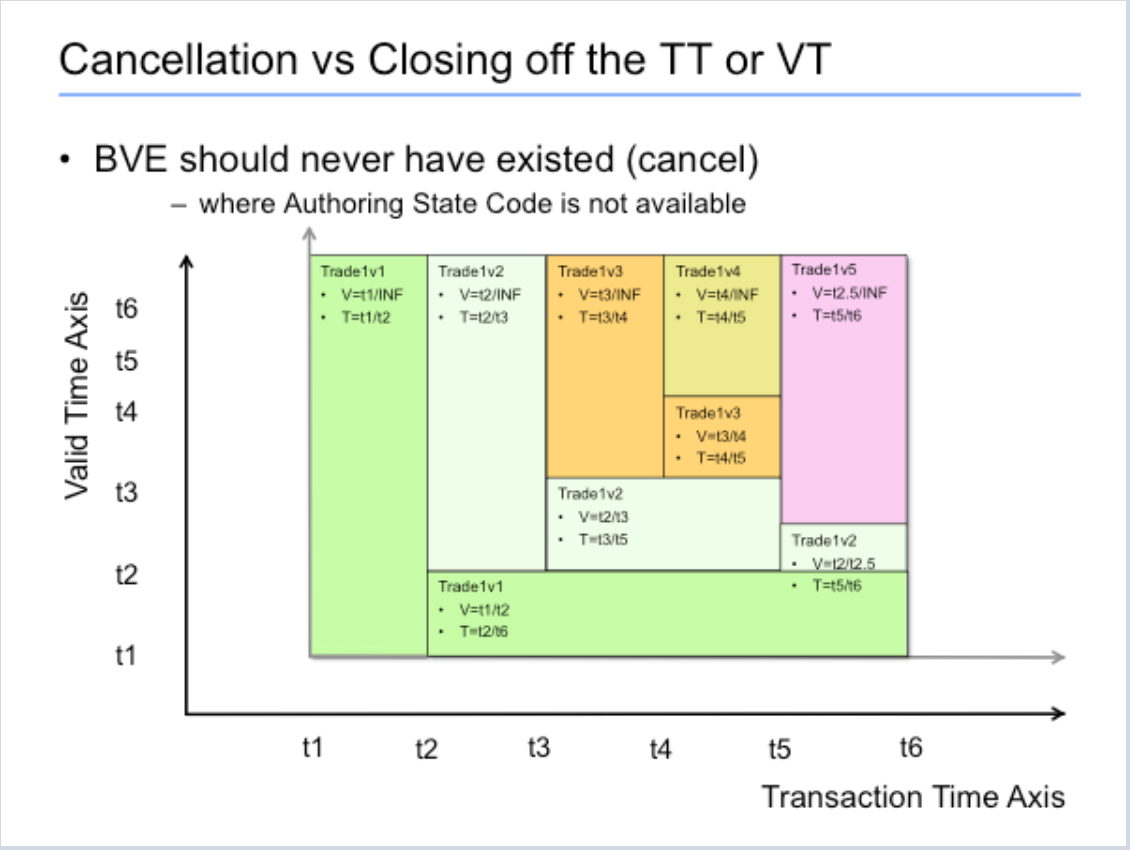 Cancellation vs Closing off the TT or VT
• BVE should never have existed (cancel)
– where Authoring State Code is not available
Valid Time Axis
t6
t5
t4
t3
t2
t1
Trade1v1
• V=t1/INF
• T=t1/t2
Trade1v2
• V=t2/INF
• T=t2/t3
Trade1v3
• V=t3/INF
• T=t3/t4
Trade1v4
• V=t4/INF
• T=t4/t5
Trade1v5
• V=t2.5/INF
• T=t5/t6
Trade1v3
• V=t3/t4
• T=t4/t5
Trade1v2
• V=t2/t3
• T=t3/t5
Trade1v2
• V=t2/t2.5
• T=t5/t6
Trade1v1
• V=t1/t2
• T=t2/t6
t1 t2 t3 t4 t5 t6
Transaction Time Axis